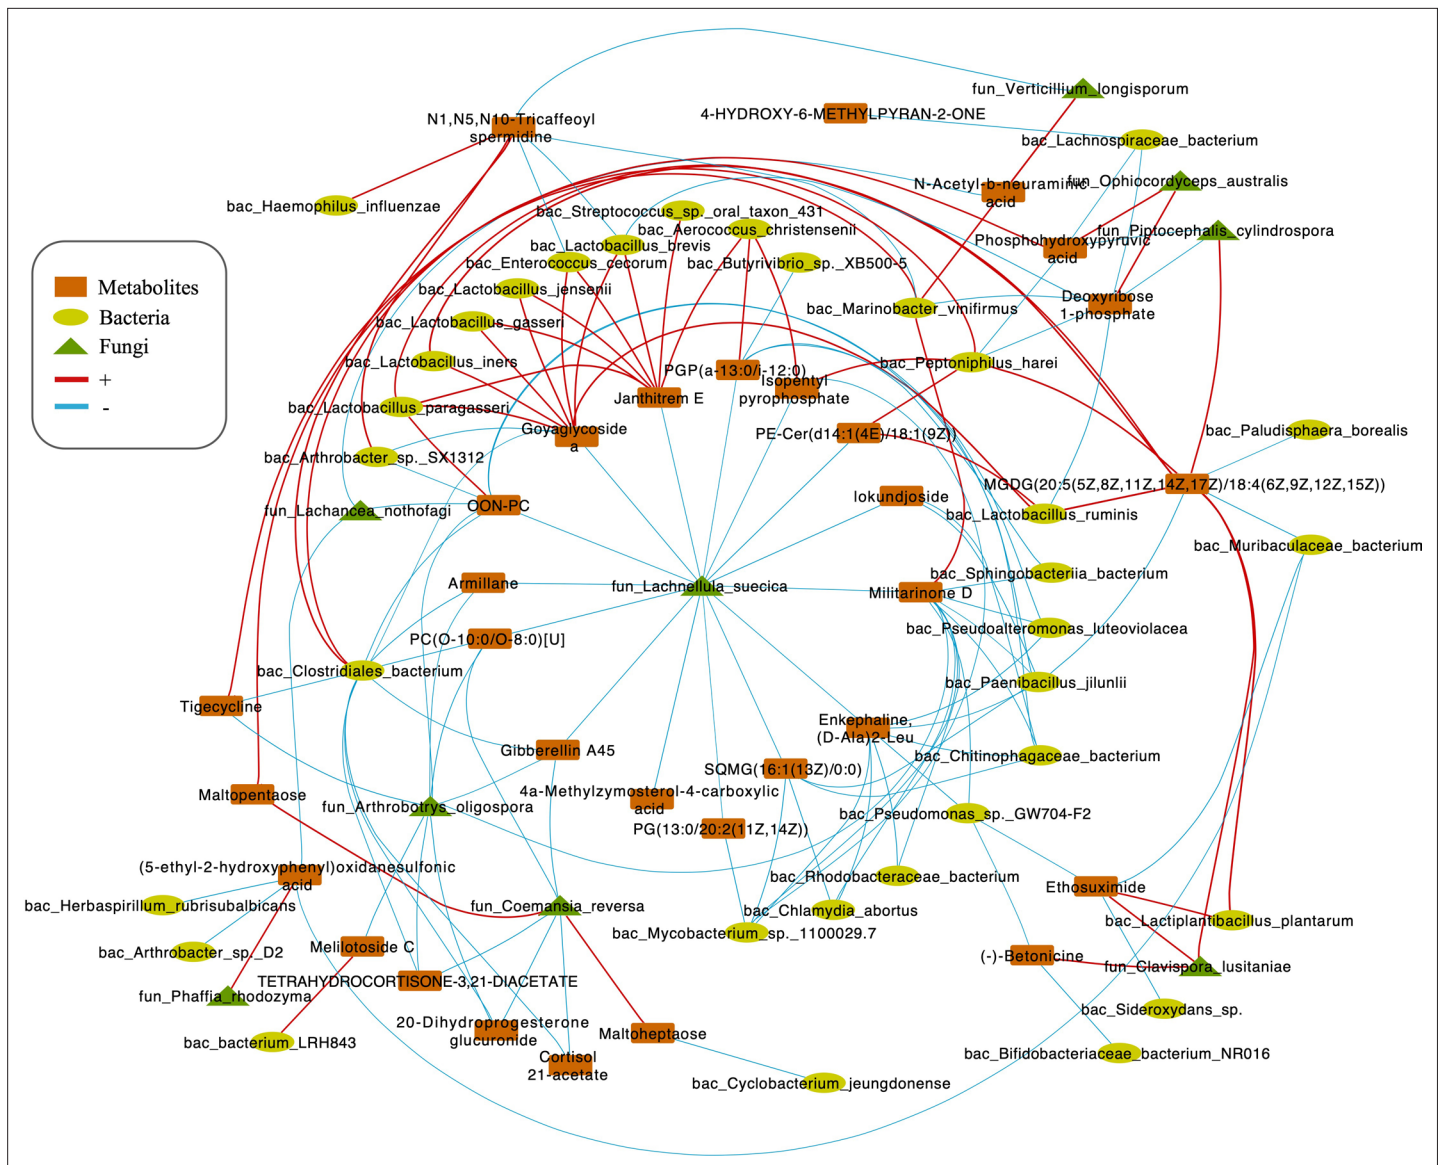 fun_Verticillium_longisporum
4-HYDROXY-6-METHYLPYRAN-2-ONE
N1,N5,N10-Tricaffeoyl
spermidine
bac_Lachnospiraceae_bacterium
N-Acetyl-b-neuraminic
acid
fun_Ophiocordyceps_australis
bac_Haemophilus_influenzae
bac_Streptococcus_sp._oral_taxon_431
bac_Aerococcus_christensenii
fun_Piptocephalis_cylindrospora
bac_Lactobacillus_brevis
Phosphohydroxypyruvic
acid
bac_Enterococcus_cecorum
bac_Butyrivibrio_sp._XB500-5
Metabolites
Bacteria
Fungi
+
-
bac_Lactobacillus_jensenii
Deoxyribose
1-phosphate
bac_Marinobacter_vinifirmus
bac_Lactobacillus_gasseri
bac_Lactobacillus_iners
bac_Peptoniphilus_harei
PGP(a-13:0/i-12:0)
Isopentyl
pyrophosphate
Janthitrem E
bac_Lactobacillus_paragasseri
Goyaglycoside
a
PE-Cer(d14:1(4E)/18:1(9Z))
bac_Paludisphaera_borealis
bac_Arthrobacter_sp._SX1312
MGDG(20:5(5Z,8Z,11Z,14Z,17Z)/18:4(6Z,9Z,12Z,15Z))
lokundjoside
OON-PC
fun_Lachancea_nothofagi
bac_Lactobacillus_ruminis
bac_Muribaculaceae_bacterium
bac_Sphingobacteriia_bacterium
Armillane
fun_Lachnellula_suecica
Militarinone D
bac_Pseudoalteromonas_luteoviolacea
PC(O-10:0/O-8:0)[U]
bac_Clostridiales_bacterium
bac_Paenibacillus_jilunlii
Tigecycline
Enkephaline,
(D-Ala)2-Leu
Gibberellin A45
bac_Chitinophagaceae_bacterium
SQMG(16:1(13Z)/0:0)
Maltopentaose
fun_Arthrobotrys_oligospora
4a-Methylzymosterol-4-carboxylic
acid
bac_Pseudomonas_sp._GW704-F2
PG(13:0/20:2(11Z,14Z))
(5-ethyl-2-hydroxyphenyl)oxidanesulfonic
acid
bac_Rhodobacteraceae_bacterium
Ethosuximide
bac_Herbaspirillum_rubrisubalbicans
fun_Coemansia_reversa
bac_Chlamydia_abortus
bac_Lactiplantibacillus_plantarum
bac_Mycobacterium_sp._1100029.7
Melilotoside C
bac_Arthrobacter_sp._D2
(-)-Betonicine
fun_Clavispora_lusitaniae
TETRAHYDROCORTISONE-3,21-DIACETATE
fun_Phaffia_rhodozyma
bac_Sideroxydans_sp.
20-Dihydroprogesterone
glucuronide
Maltoheptaose
bac_bacterium_LRH843
bac_Bifidobacteriaceae_bacterium_NR016
Cortisol
21-acetate
bac_Cyclobacterium_jeungdonense